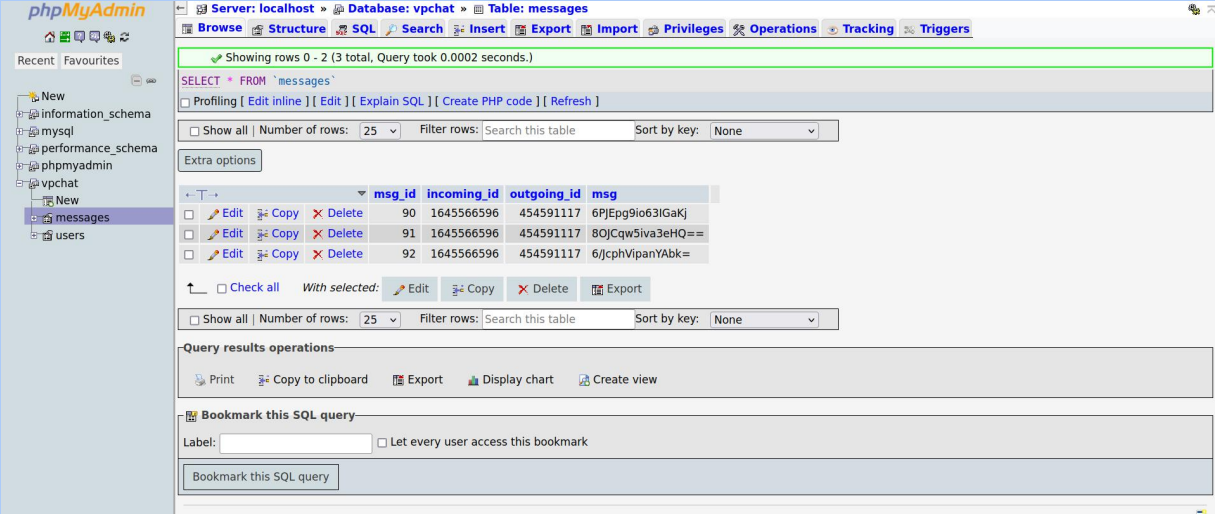 phpMyAdmin
Recent Favourites
New
information_schema
mysql
performance_schema
phpmyadmin
vpchat
New
messages
users
Server: localhost » Database: vpchat » Table: messages
Browse Structure SQL Search Insert Export Import Privileges Operations Tracking Triggers
Showing rows 0 - 2 (3 total, Query took 0.0002 seconds.)
SELECT * FROM `messages`
Profiling [ Edit inline ] [ Edit ] [ Explain SQL ] [ Create PHP code ] [ Refresh ]
Show all | Number of rows: 25 Filter rows: Search this table Sort by key: None
Extra options
←T→ msg_id incoming_id outgoing_id msg
Edit Copy Delete 90 1645566596 454591117 6PJEpg9io63IGaKj
Edit Copy Delete 91 1645566596 454591117 8OJCqw5iva3eHQ==
Edit Copy Delete 92 1645566596 454591117 6/JcphVipanYAbk=
Check all With selected: Edit Copy Delete Export
Show all | Number of rows: 25 Filter rows: Search this table Sort by key: None
Query results operations
Print Copy to clipboard Export Display chart Create view
Bookmark this SQL query
Label: Let every user access this bookmark
Bookmark this SQL query